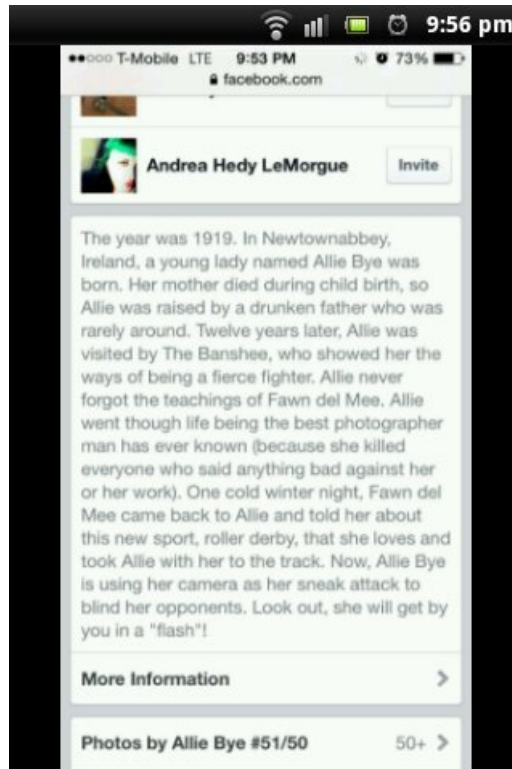 9:56 pm
T-Mobile LTE 9:53 PM 73%
facebook.com
Andrea Hedy LeMorgue Invite
The year was 1919. In Newtownabbey,
Ireland, a young lady named Allie Bye was
born. Her mother died during child birth, so
Allie was raised by a drunken father who was
rarely around. Twelve years later, Allie was
visited by The Banshee, who showed her the
ways of being a fierce fighter. Allie never
forgot the teachings of Fawn del Mee. Allie
went though life being the best photographer
man has ever known (because she killed
everyone who said anything bad against her
or her work). One cold winter night, Fawn del
Mee came back to Allie and told her about
this new sport, roller derby, that she loves and
took Allie with her to the track. Now, Allie Bye
is using her camera as her sneak attack to
blind her opponents. Look out, she will get by
you in a "flash"!
More Information
Photos by Allie Bye #51/50 50+